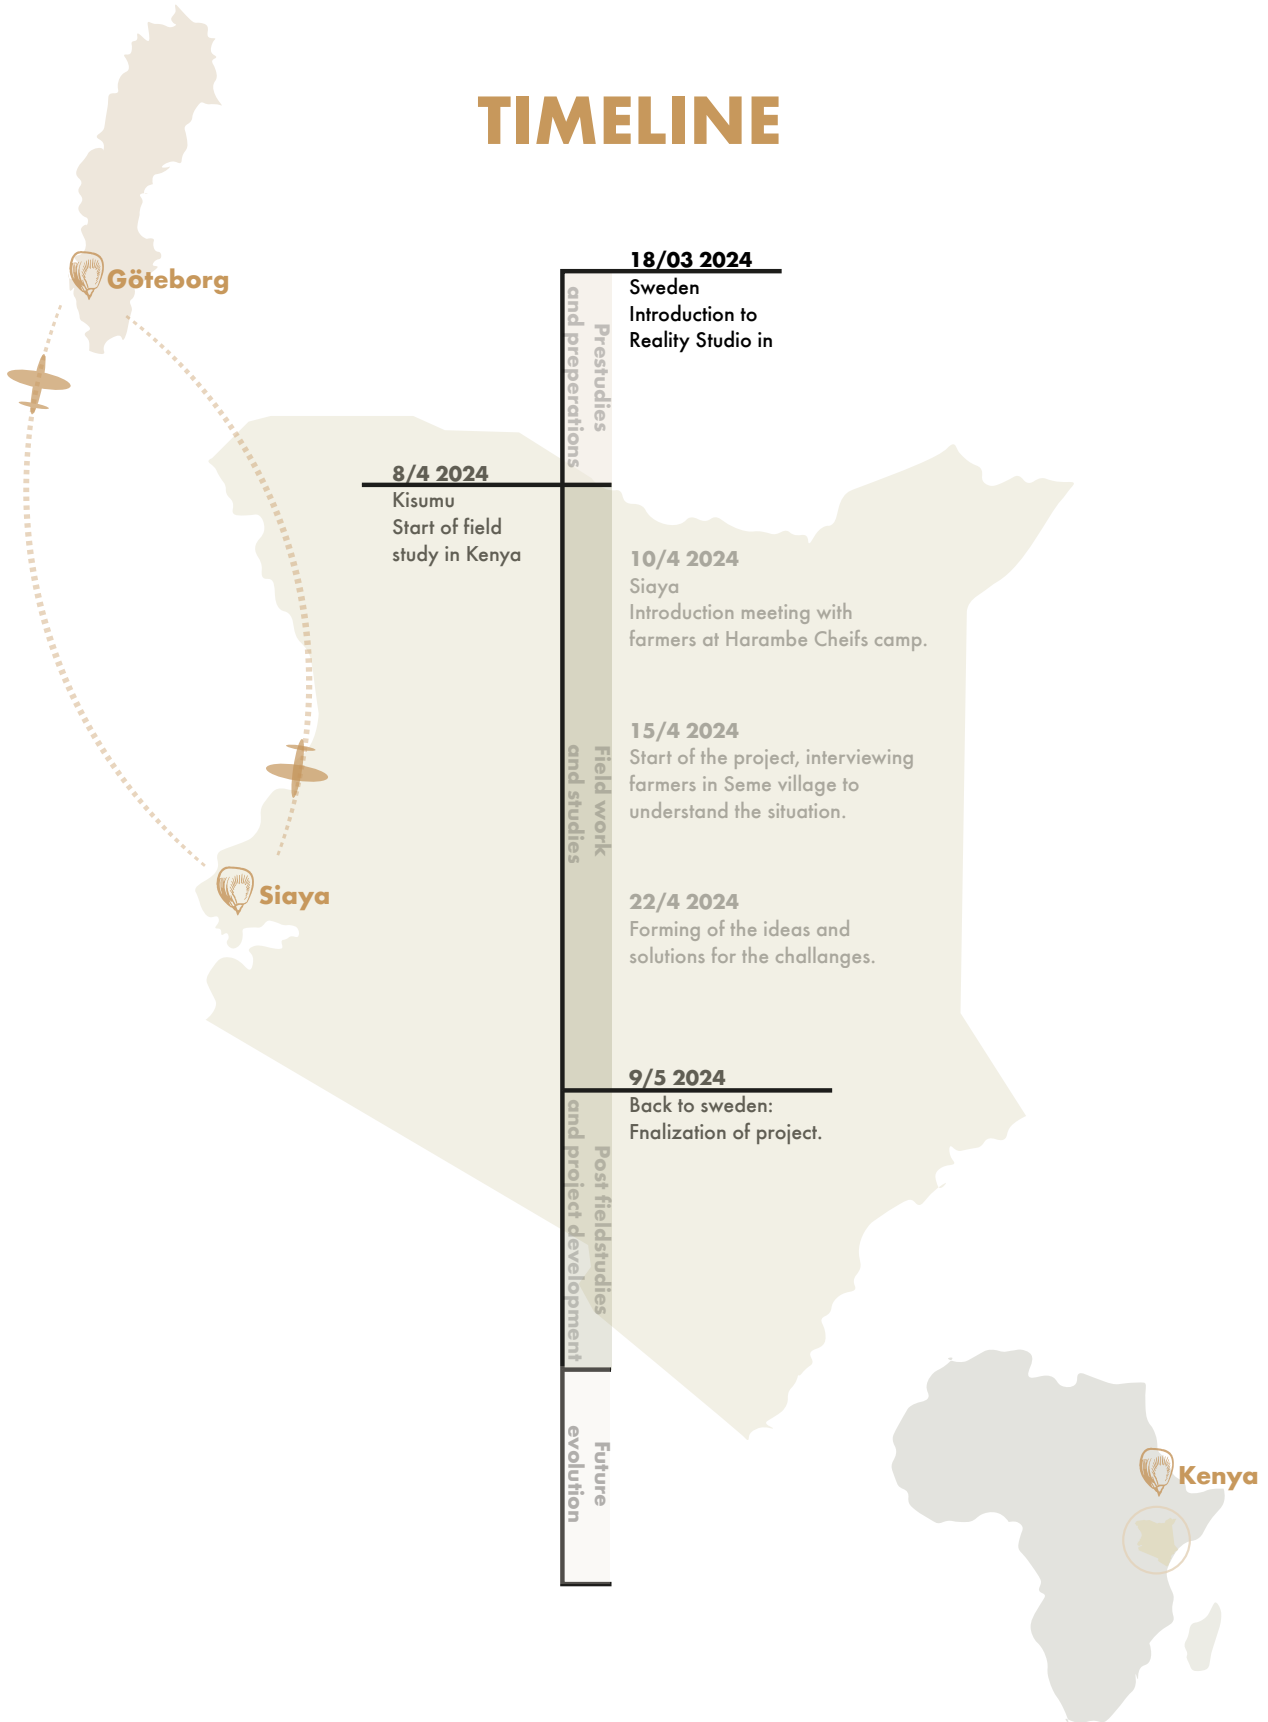 TIMELINE
Göteborg
18/03 2024
Sweden
Introduction to
Reality Studio in
Prestudies
and preperations
8/4 2024
Kisumu
Start of field
study in Kenya
10/4 2024
Siaya
Introduction meeting with
farmers at Harambe Cheifs camp.
15/4 2024
Start of the project, interviewing
farmers in Seme village to
understand the situation.
Field work
and studies
22/4 2024
Forming of the ideas and
solutions for the challanges.
Siaya
9/5 2024
Back to sweden:
Fnalization of project.
Post fieldstudies
and project development
Future
evolution
Kenya